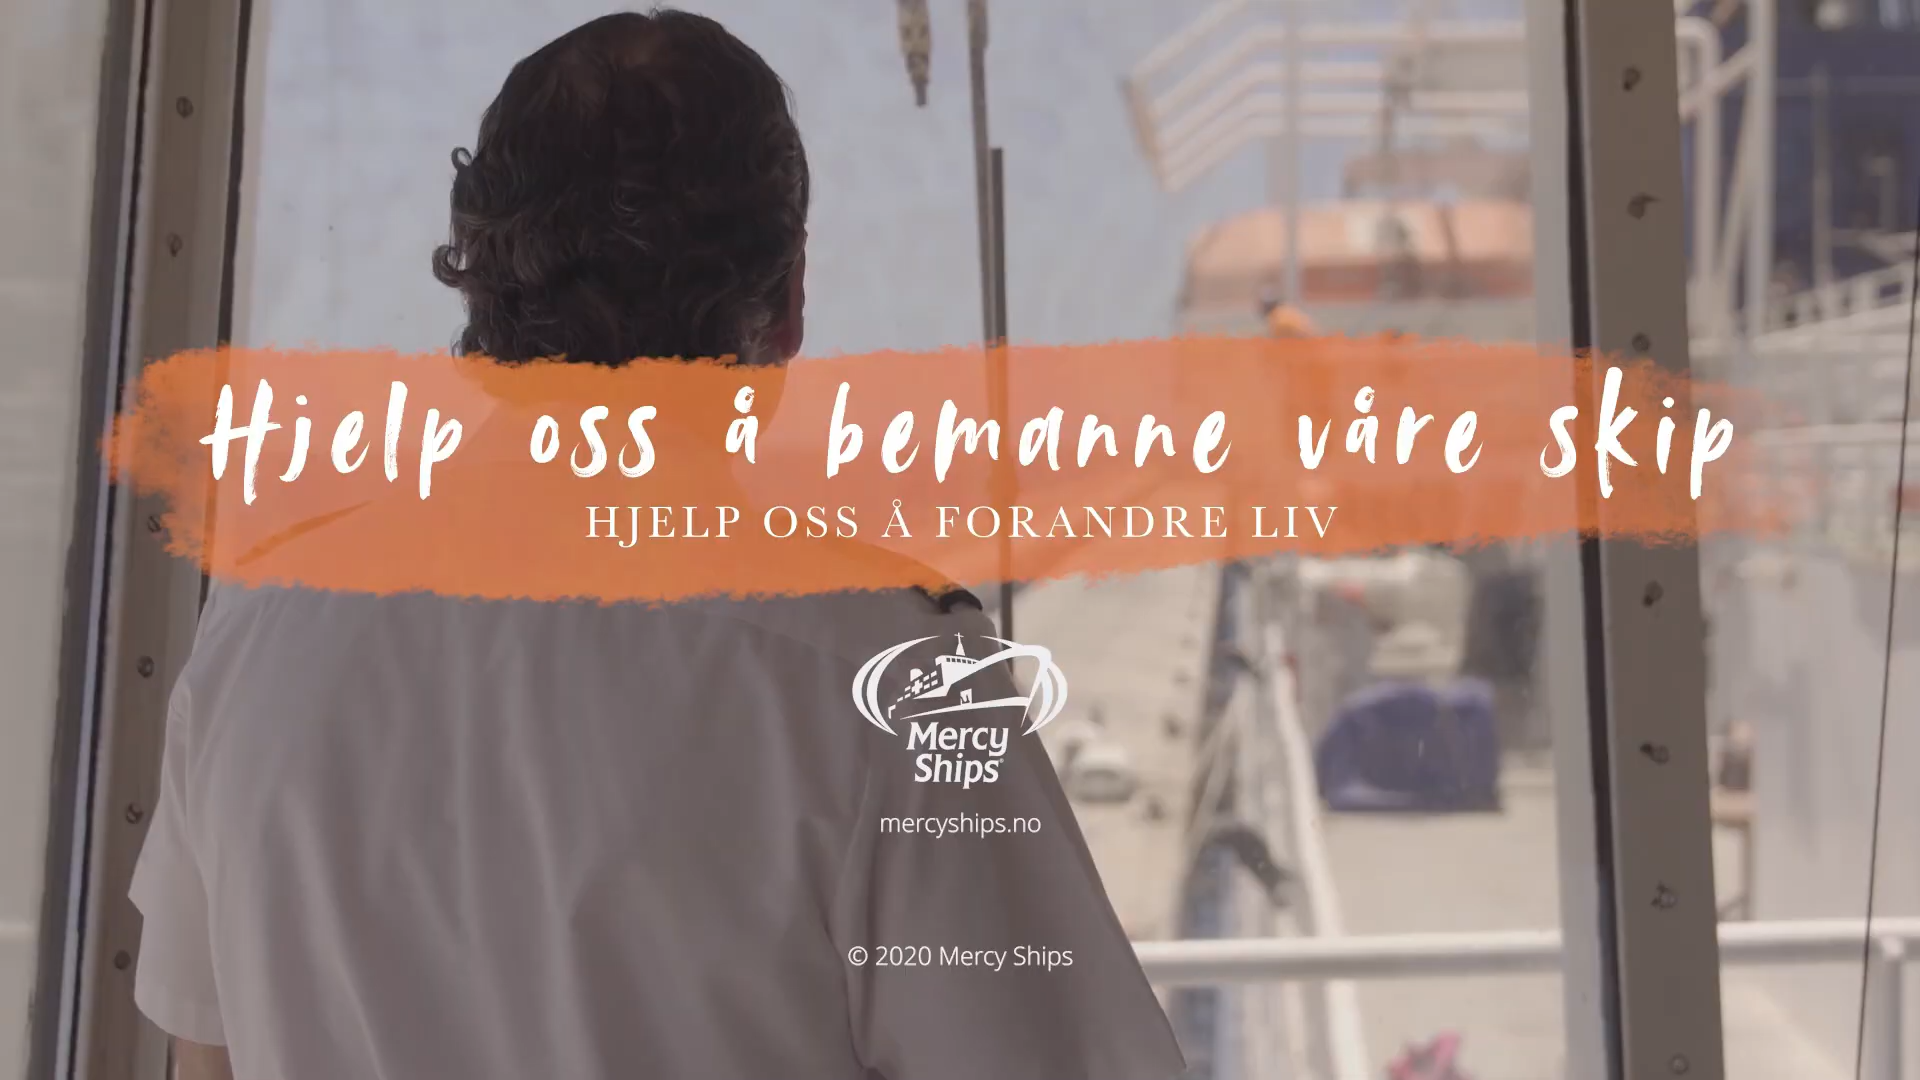 Hjelp oss å bemanne våre skip
HJELP OSS Å FORANDRE LIV
Mercy
Ships®
mercyships.no
© 2020 Mercy Ships